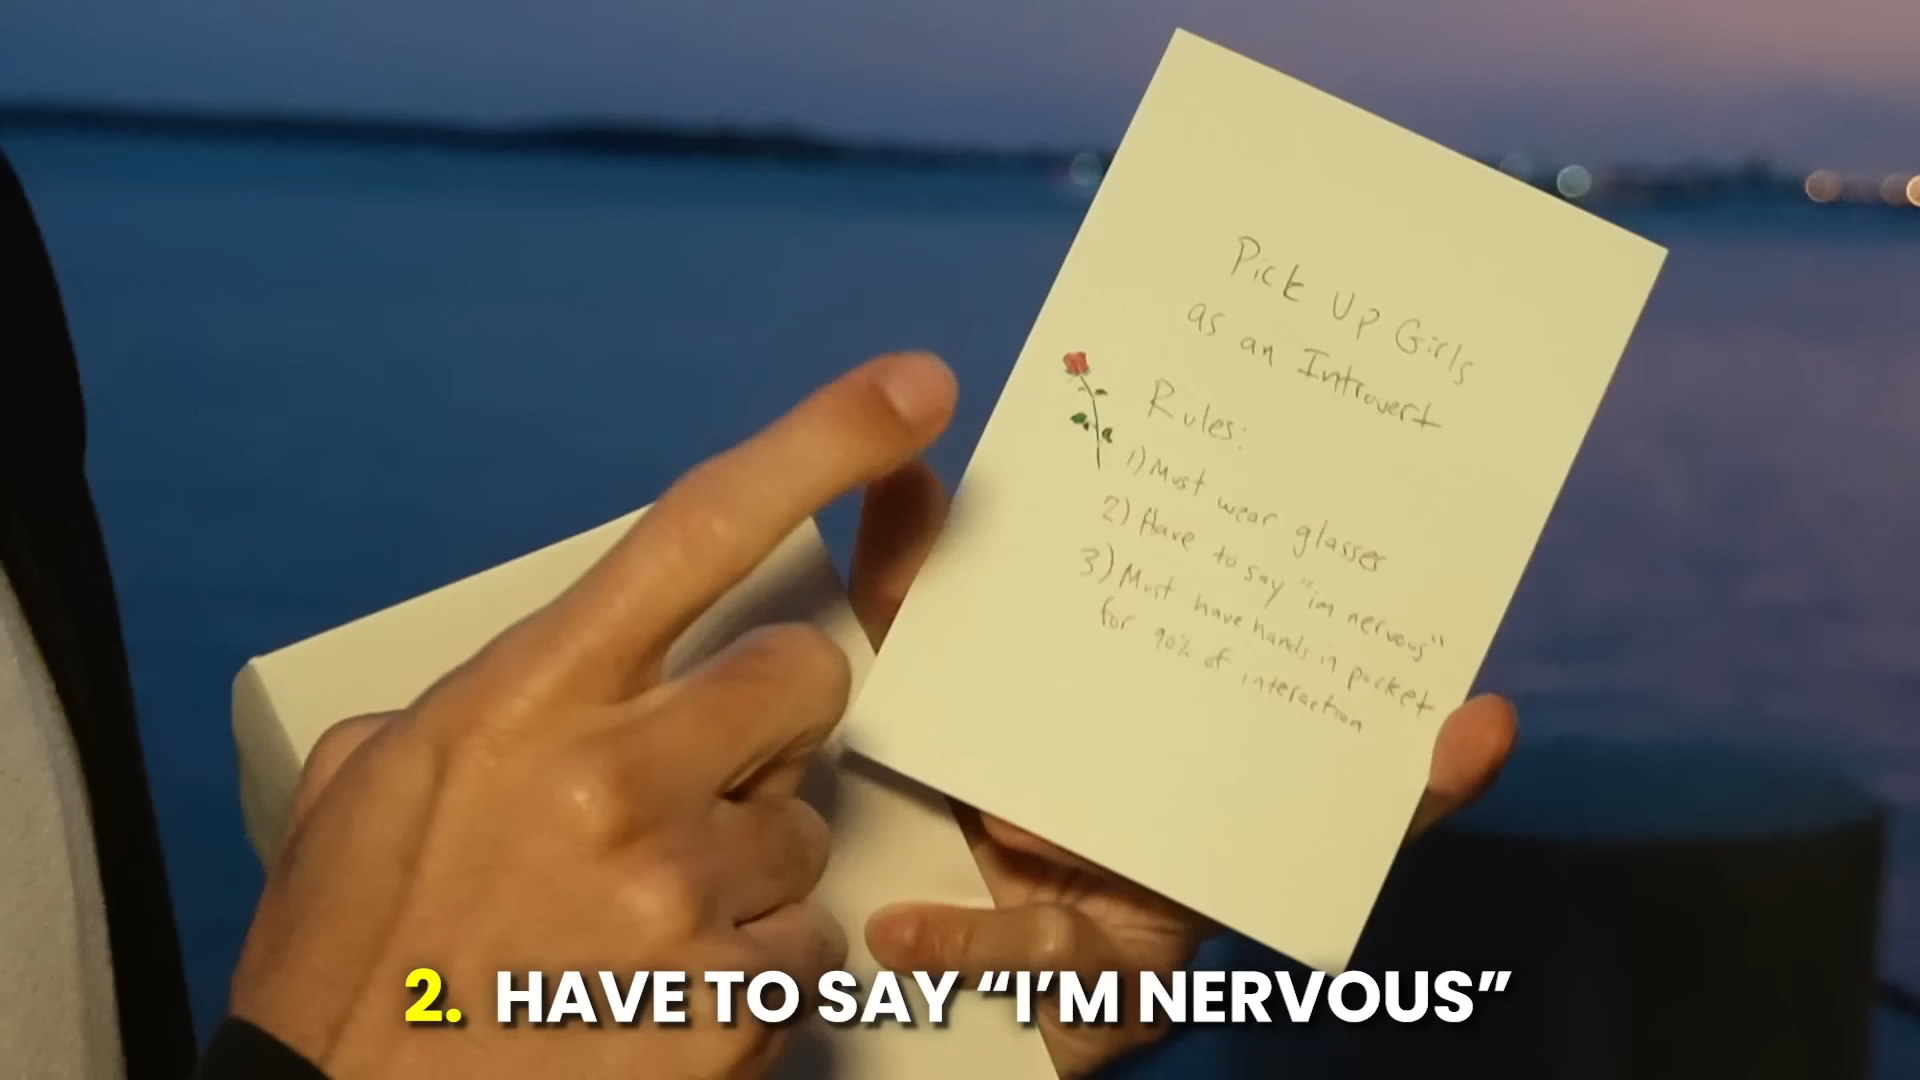 Pick Up Girls
as an Introvert
Rules:
1) Must wear glasses
2) Have to say "im nervous"
3) Must have hands in pocket
for 90% of interaction
2. HAVE TO SAY “I’M NERVOUS”